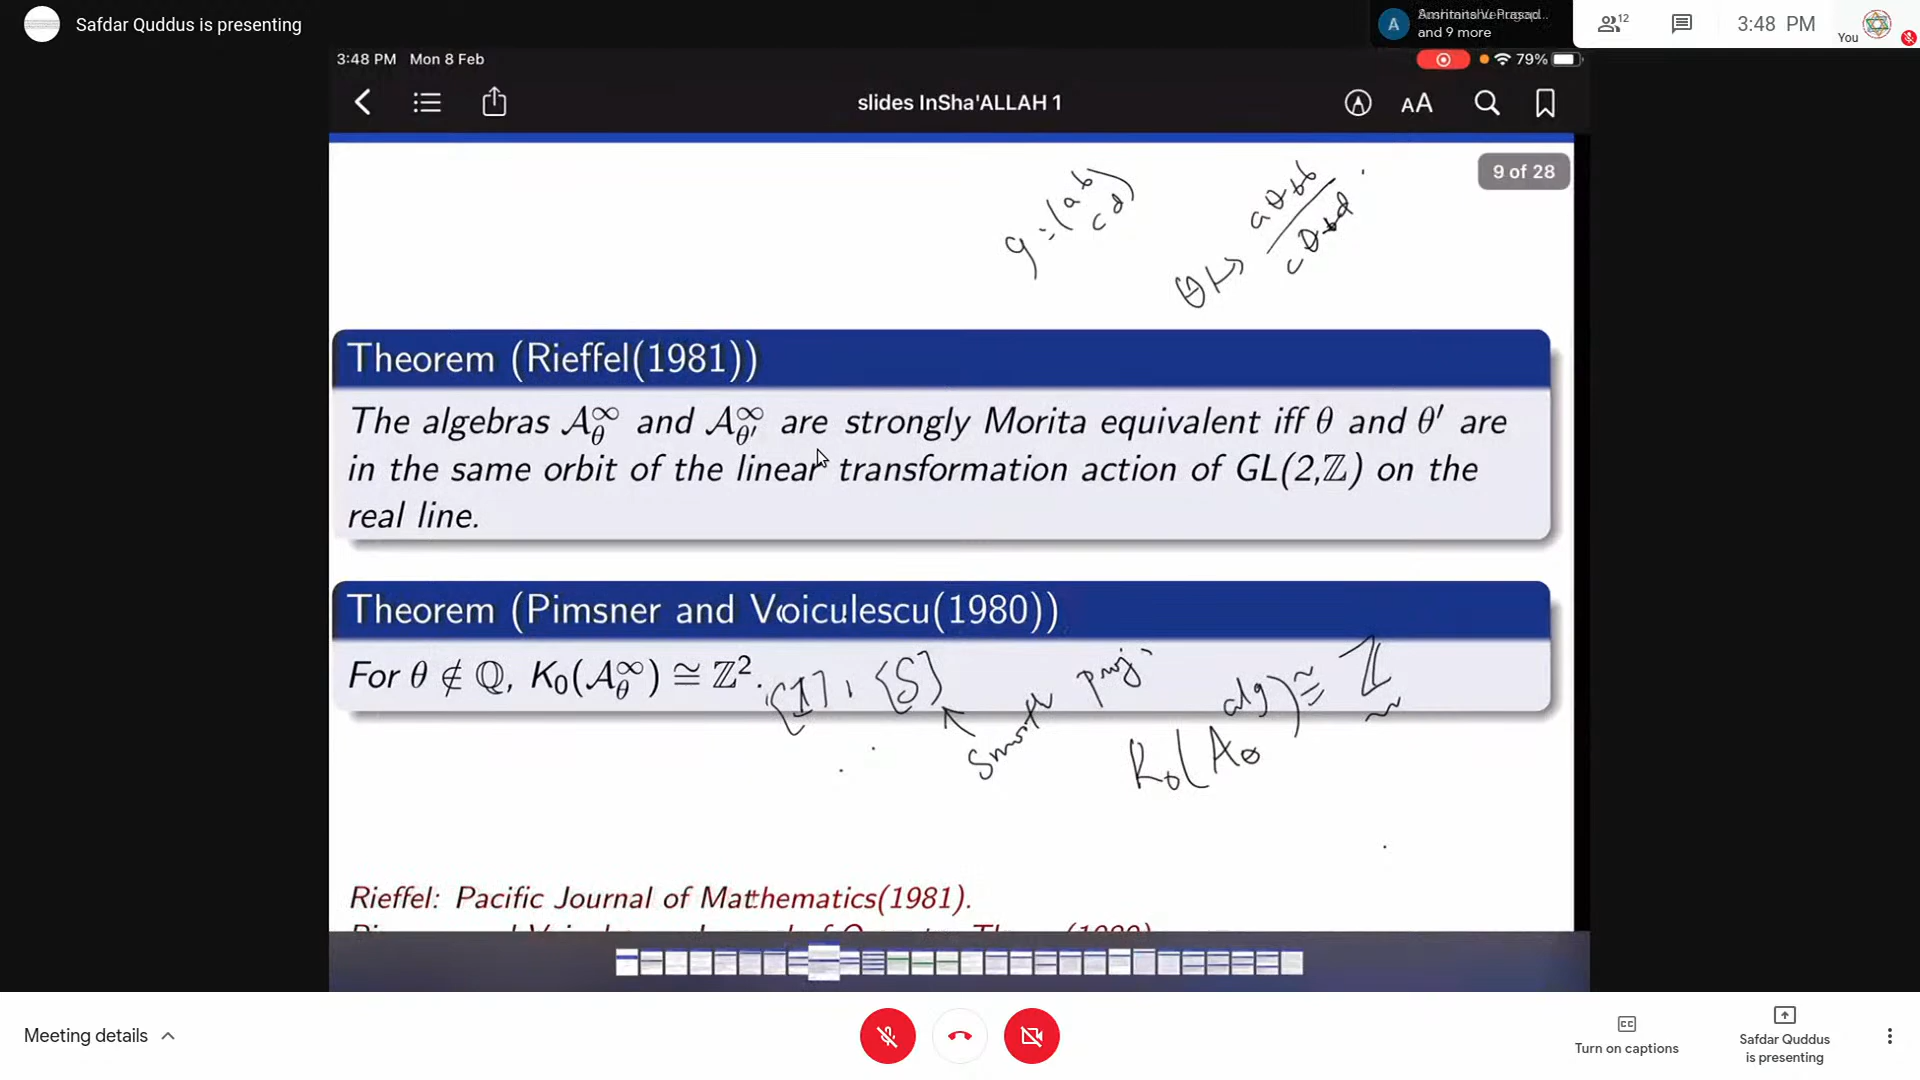 Safdar Quddus is presenting
A
and 9 more
12
3:48 PM
You
3:48 PM Mon 8 Feb
79%
slides InSha'ALLAH 1
AA
9 of 28
g = (a b
c d)
θ ↦ aθ+b
cθ+d
Theorem (Rieffel(1981))
The algebras 𝒜_θ^∞ and 𝒜_θ'^∞ are strongly Morita equivalent iff θ and θ' are
in the same orbit of the linear transformation action of GL(2,ℤ) on the
real line.
Theorem (Pimsner and Voiculescu(1980))
For θ ∉ ℚ, K₀(𝒜_θ^∞) ≅ ℤ².
[1], [S]
Smooth proj.
K₀(A_θ^alg) ≅ ℤ
Rieffel: Pacific Journal of Mathematics(1981).
Meeting details
Turn on captions
Safdar Quddus
is presenting